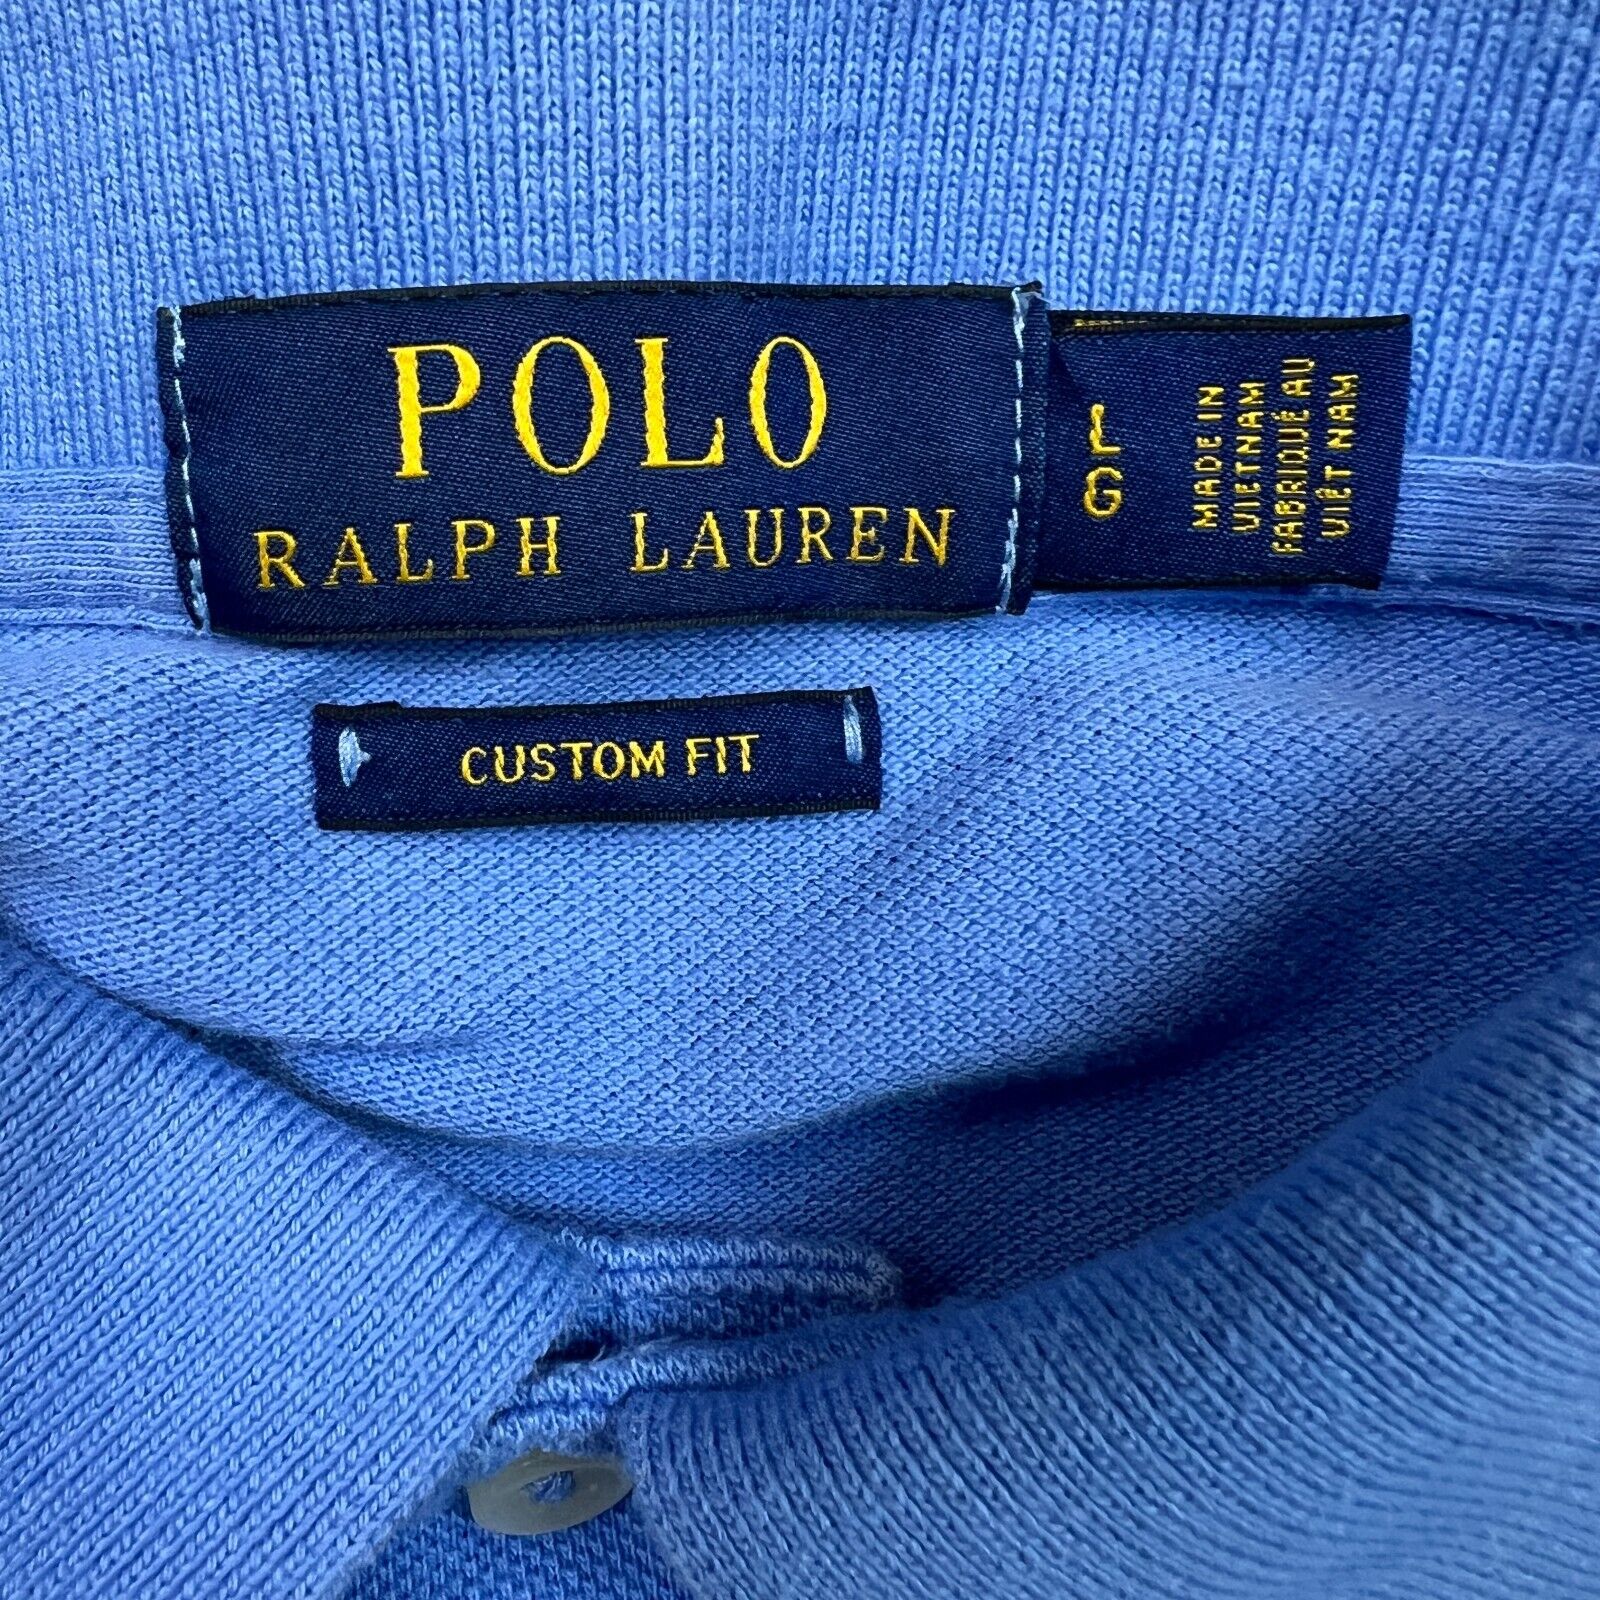 POLO
RALPH LAUREN
L
G
MADE IN
VIETNAM
FABRIQUÉ AU
VIÊT NAM
CUSTOM FIT